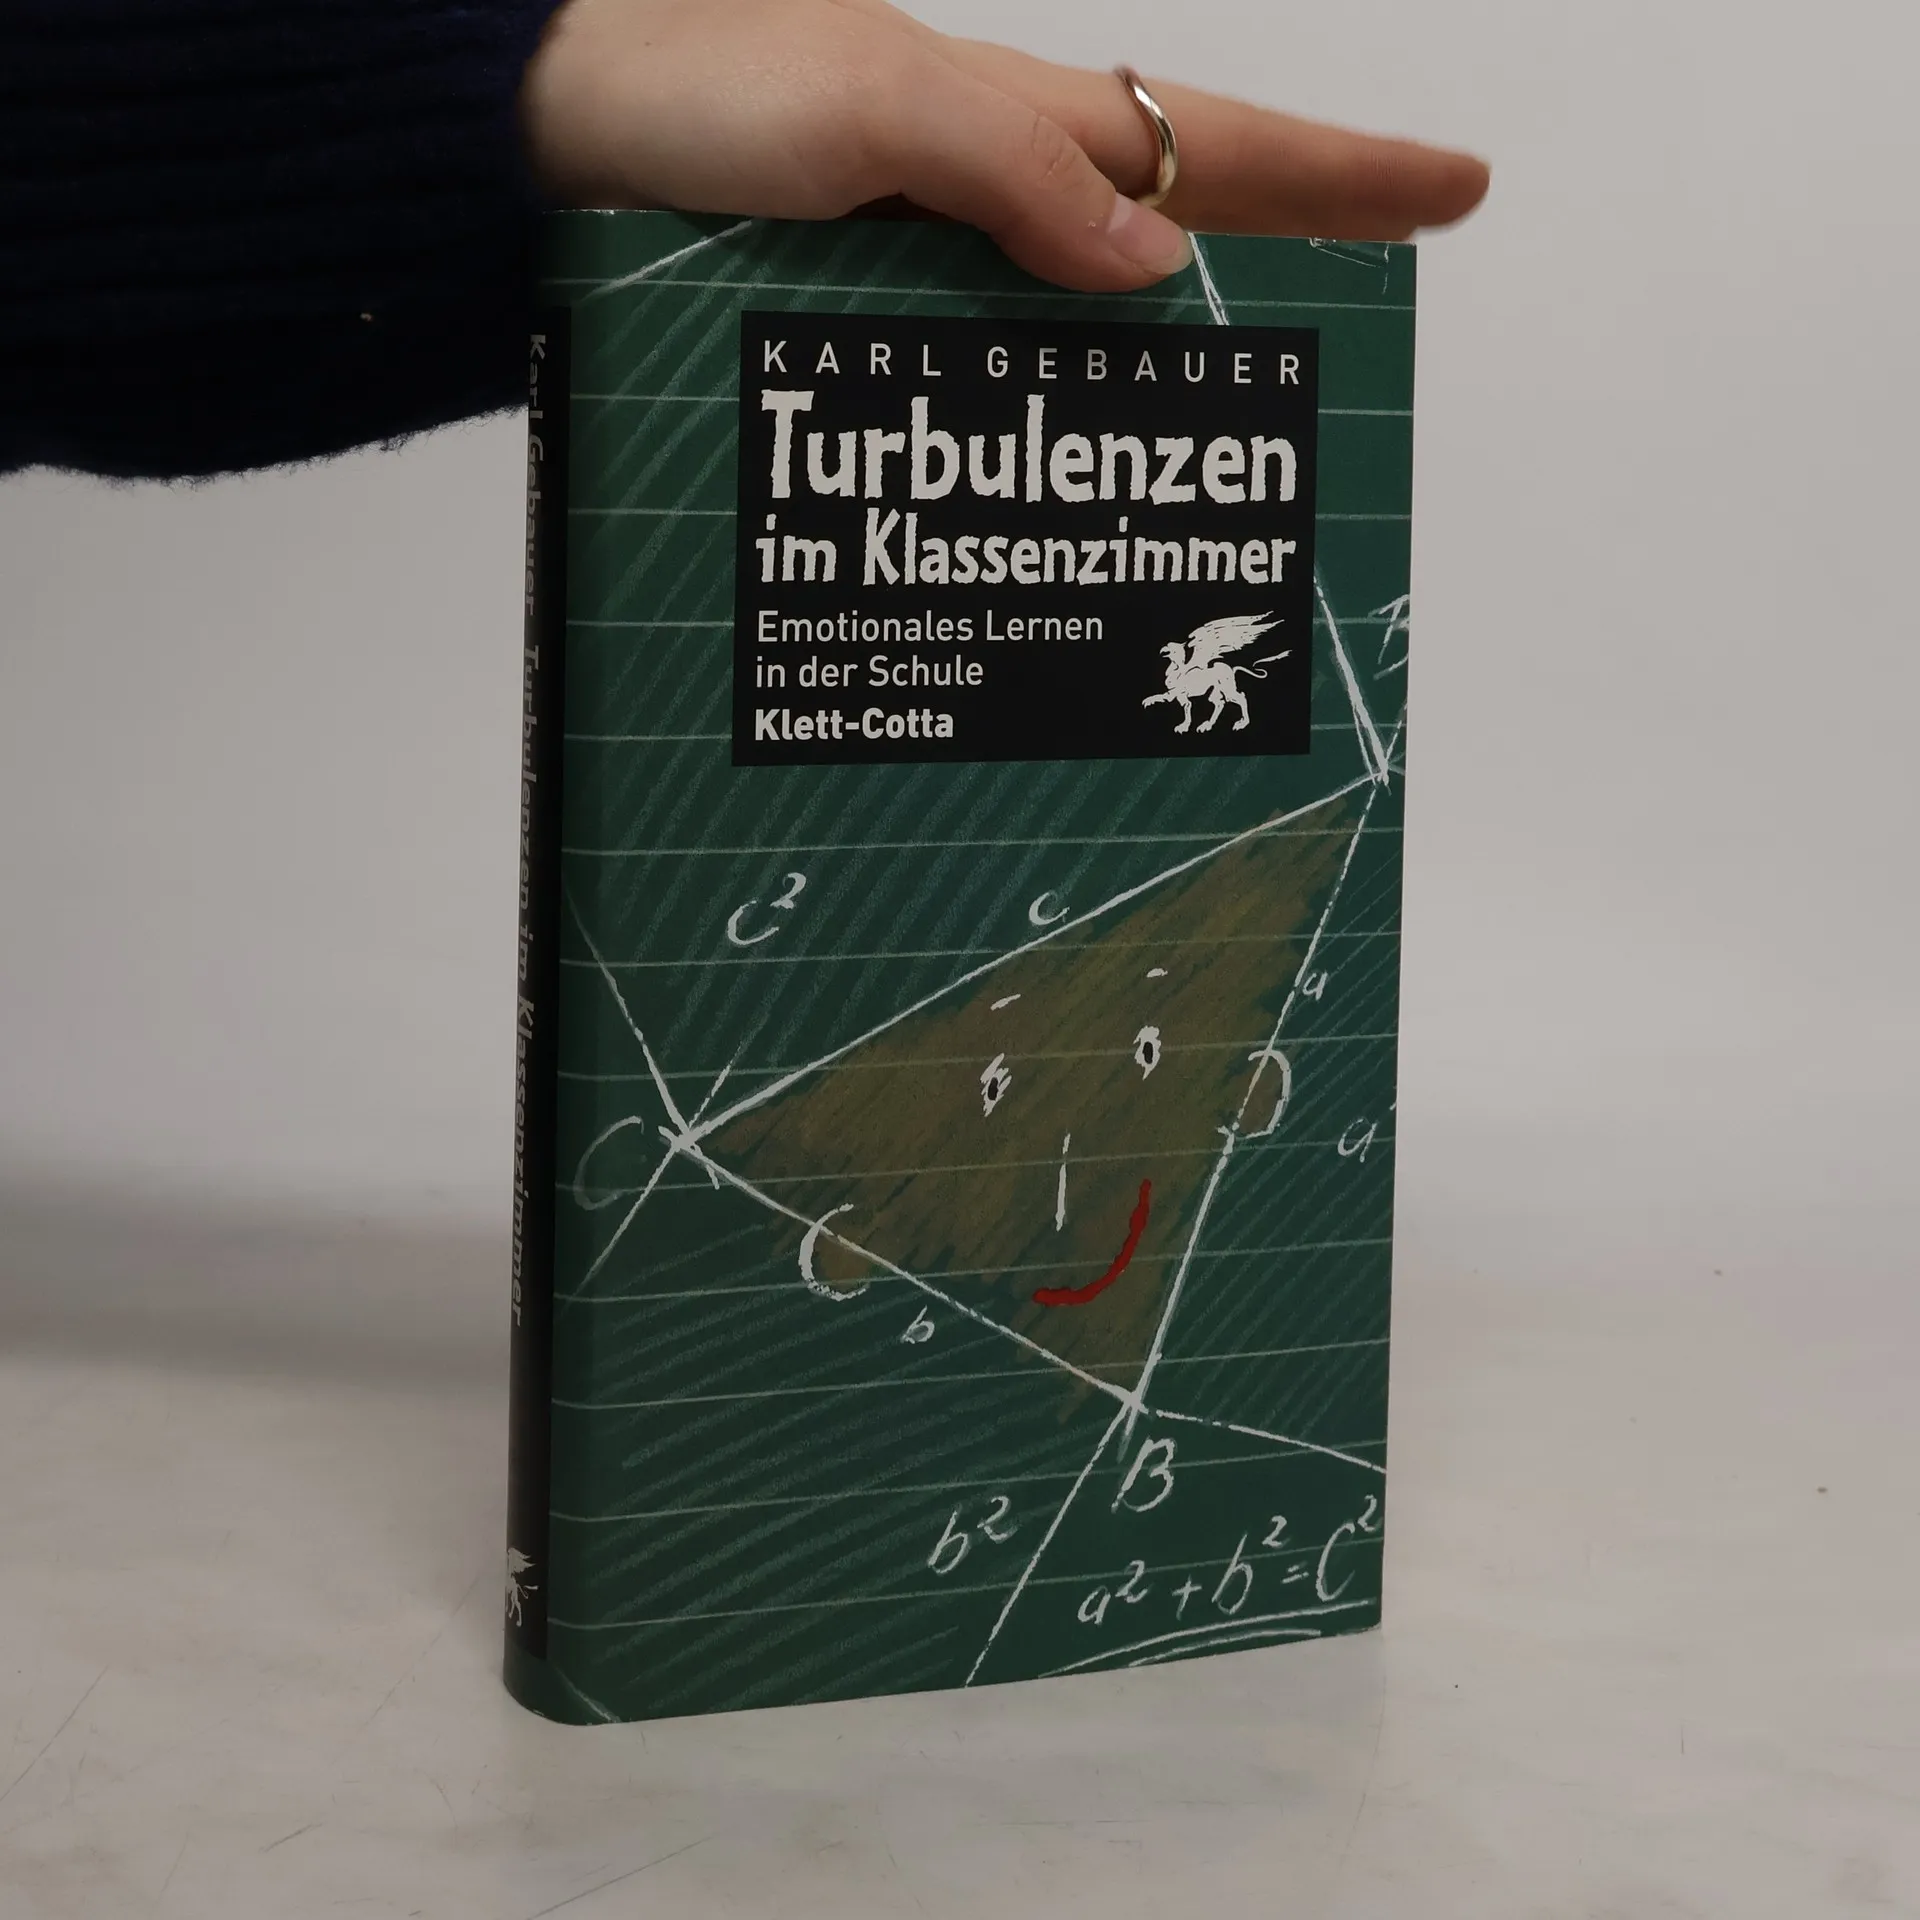 KARL GEBAUER
Turbulenzen
im Klassenzimmer
Emotionales Lernen
in der Schule
Klett-Cotta
Karl Gebauer Turbulenzen im Klassenzimmer
c²
c
a
C
a
b
B
b²
a² + b² = c²